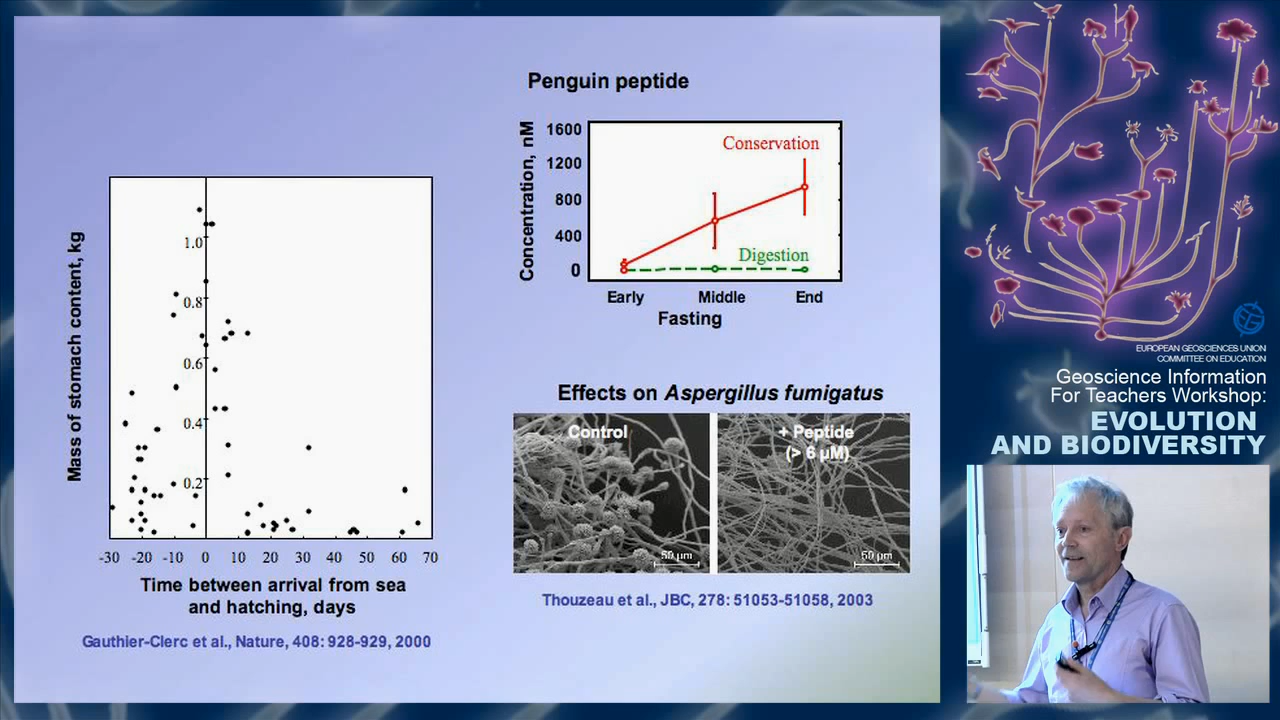 Penguin peptide
Concentration, nM
1600
1200
800
400
0
Conservation
Digestion
Early Middle End
Fasting
Mass of stomach content, kg
1.0
0.8
0.6
0.4
0.2
-30 -20 -10 0 10 20 30 40 50 60 70
Time between arrival from sea
and hatching, days
Gauthier-Clerc et al., Nature, 408: 928-929, 2000
Effects on Aspergillus fumigatus
Control
+ Peptide
(> 6 µM)
50 µm
50 µm
Thouzeau et al., JBC, 278: 51053-51058, 2003
EUROPEAN GEOSCIENCES UNION
COMMITTEE ON EDUCATION
Geoscience Information
For Teachers Workshop:
EVOLUTION
AND BIODIVERSITY